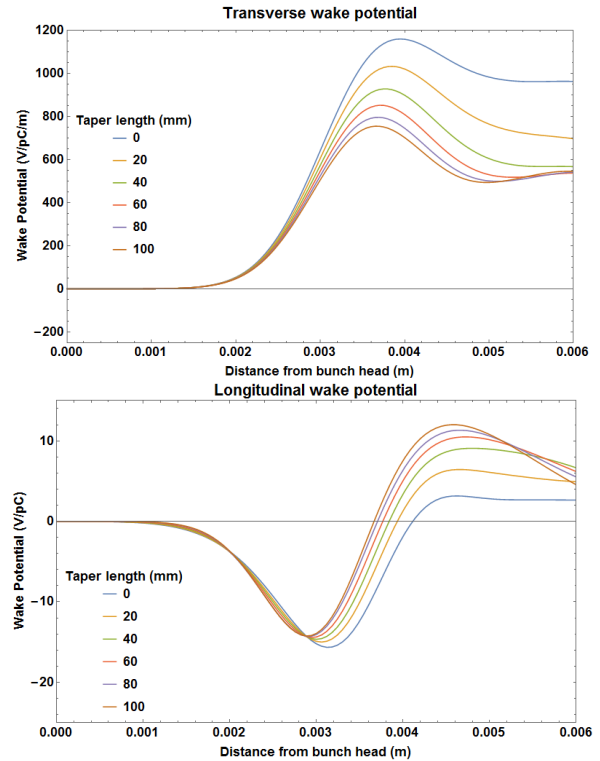 Transverse wake potential
1200
1000
800
600
400
200
0
−200
Wake Potential (V/pC/m)
Taper length (mm)
0
20
40
60
80
100
0.000 0.001 0.002 0.003 0.004 0.005 0.006
Distance from bunch head (m)
Longitudinal wake potential
10
0
−10
−20
Wake Potential (V/pC)
Taper length (mm)
0
20
40
60
80
100
0.000 0.001 0.002 0.003 0.004 0.005 0.006
Distance from bunch head (m)